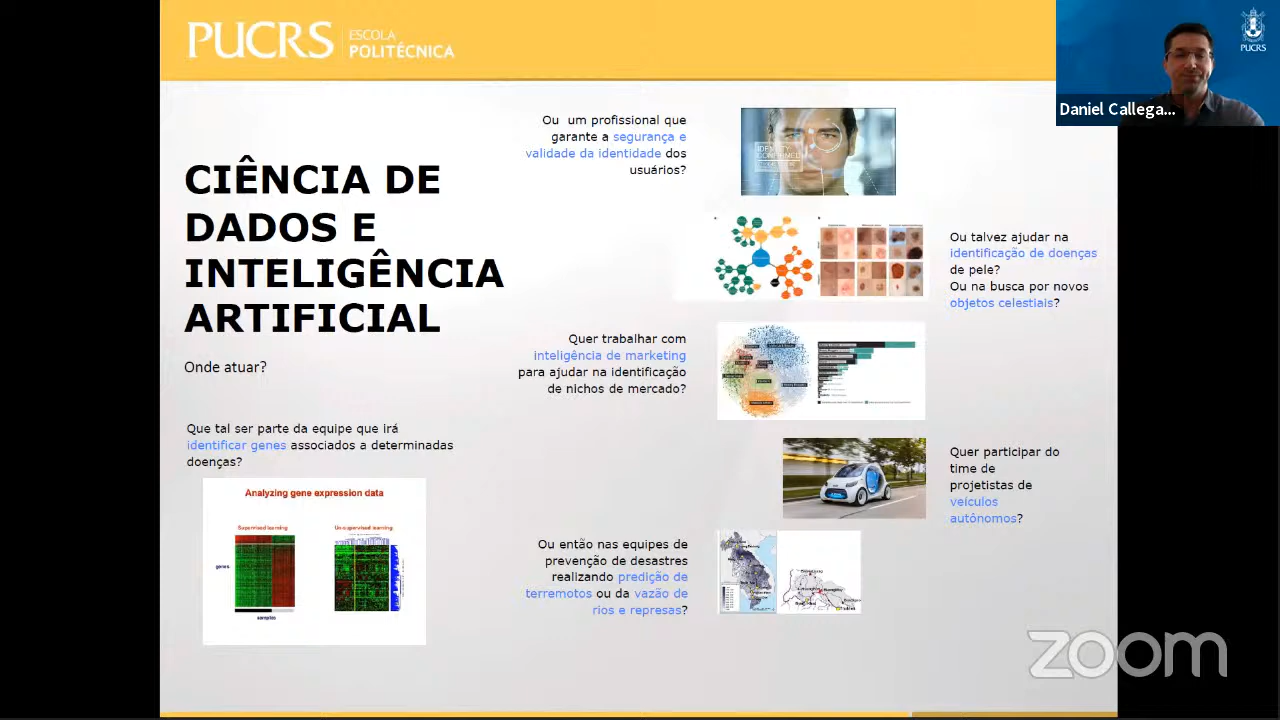 PUCRS
ESCOLA
POLITÉCNICA
PUCRS
Daniel Callega...
CIÊNCIA DE
DADOS E
INTELIGÊNCIA
ARTIFICIAL
Onde atuar?
Que tal ser parte da equipe que irá
identificar genes associados a determinadas
doenças?
Analyzing gene expression data
Supervised learning
Un-supervised learning
genes
samples
Ou um profissional que
garante a segurança e
validade da identidade dos
usuários?
IDENTITY
CONFIRMED
Ou talvez ajudar na
identificação de doenças
de pele?
Ou na busca por novos
objetos celestiais?
Quer trabalhar com
inteligência de marketing
para ajudar na identificação
de nichos de mercado?
Quer participar do
time de
projetistas de
veículos
autônomos?
Ou então nas equipes de
prevenção de desastres
realizando predição de
terremotos ou da vazão de
rios e represas?
zoom